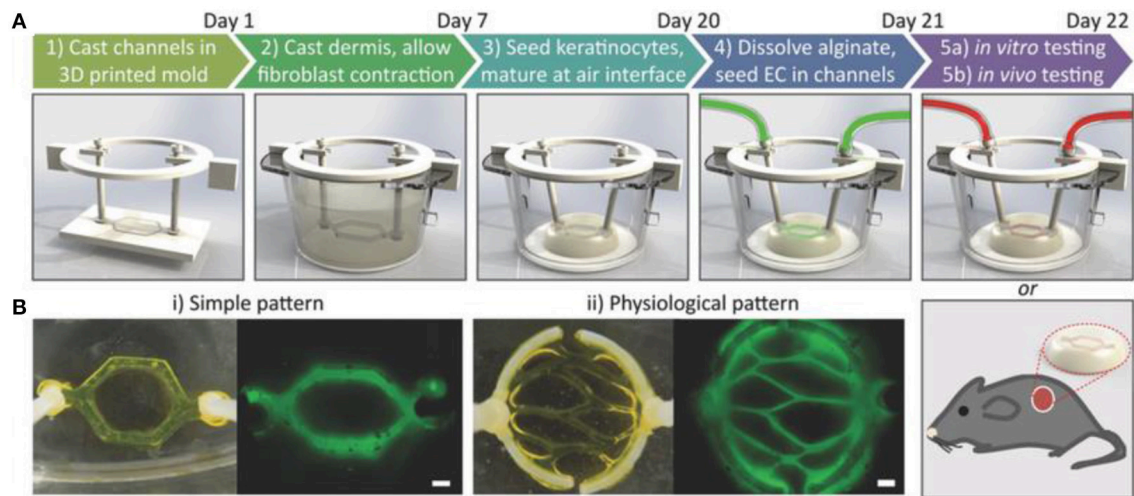 A
Day 1
Day 7
Day 20
Day 21
Day 22
1) Cast channels in
3D printed mold
2) Cast dermis, allow
fibroblast contraction
3) Seed keratinocytes,
mature at air interface
4) Dissolve alginate,
seed EC in channels
5a) in vitro testing
5b) in vivo testing
or
B
i) Simple pattern
ii) Physiological pattern